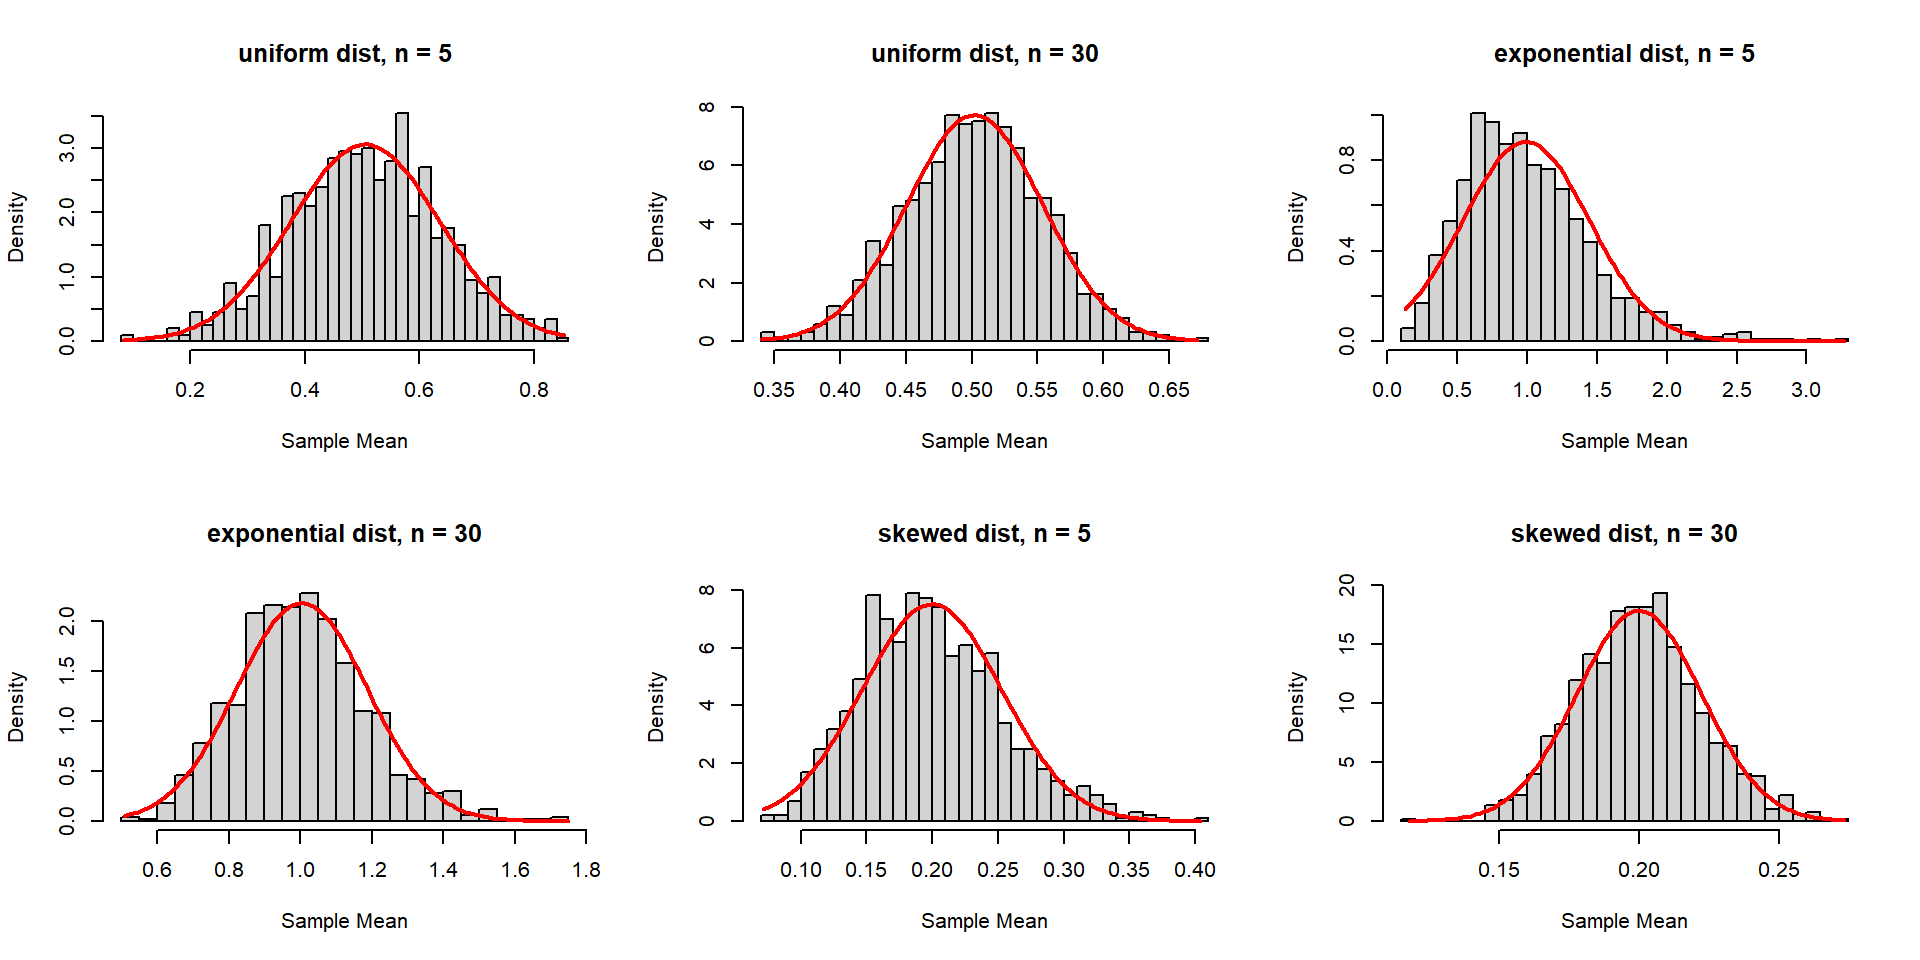 uniform dist, n = 5
Density
0.0 1.0 2.0 3.0
0.2 0.4 0.6 0.8
Sample Mean
uniform dist, n = 30
Density
0 2 4 6 8
0.35 0.40 0.45 0.50 0.55 0.60 0.65
Sample Mean
exponential dist, n = 5
Density
0.0 0.4 0.8
0.0 0.5 1.0 1.5 2.0 2.5 3.0
Sample Mean
exponential dist, n = 30
Density
0.0 0.5 1.0 1.5 2.0
0.6 0.8 1.0 1.2 1.4 1.6 1.8
Sample Mean
skewed dist, n = 5
Density
0 2 4 6 8
0.10 0.15 0.20 0.25 0.30 0.35 0.40
Sample Mean
skewed dist, n = 30
Density
0 5 10 15 20
0.15 0.20 0.25
Sample Mean